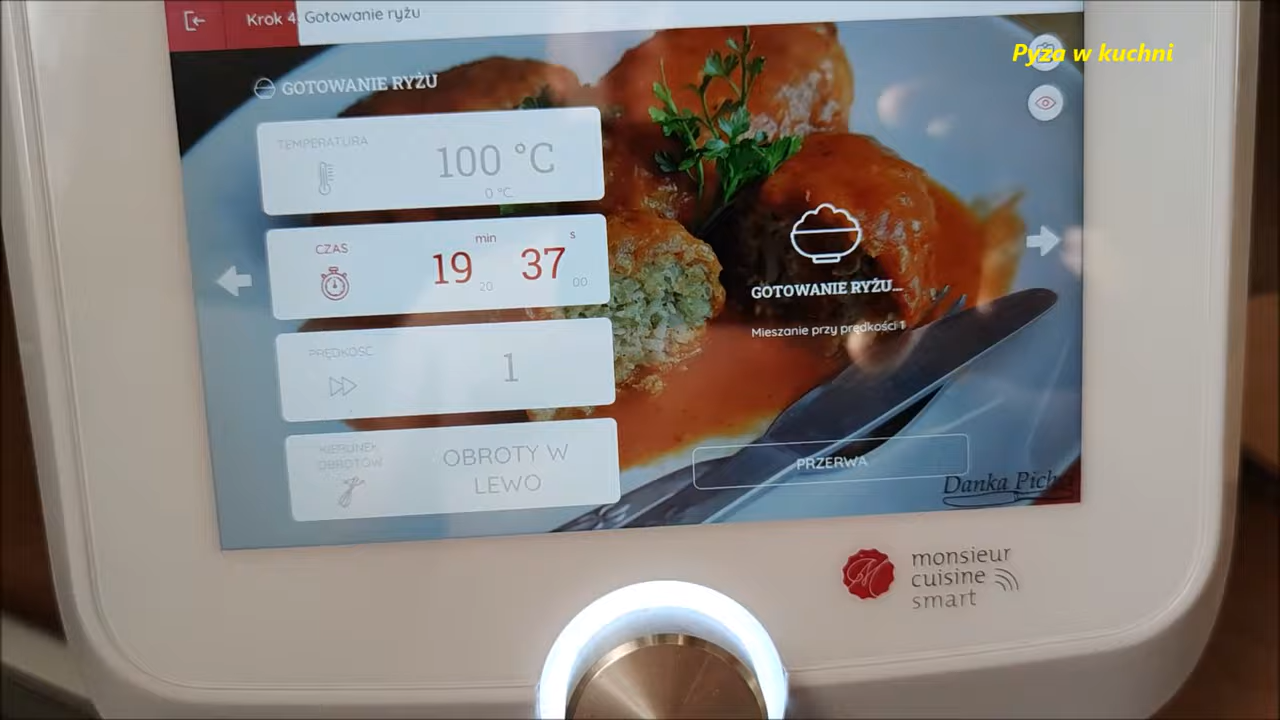 Krok 4 Gotowanie ryżu
Pyza w kuchni
GOTOWANIE RYŻU
TEMPERATURA
100 °C
0 °C
CZAS
19 min 37 s
20 00
PRĘDKOŚĆ
1
KIERUNEK
OBROTÓW
OBROTY W
LEWO
GOTOWANIE RYŻU...
Mieszanie przy prędkości 1
PRZERWA
Danka Pich
monsieur
cuisine
smart